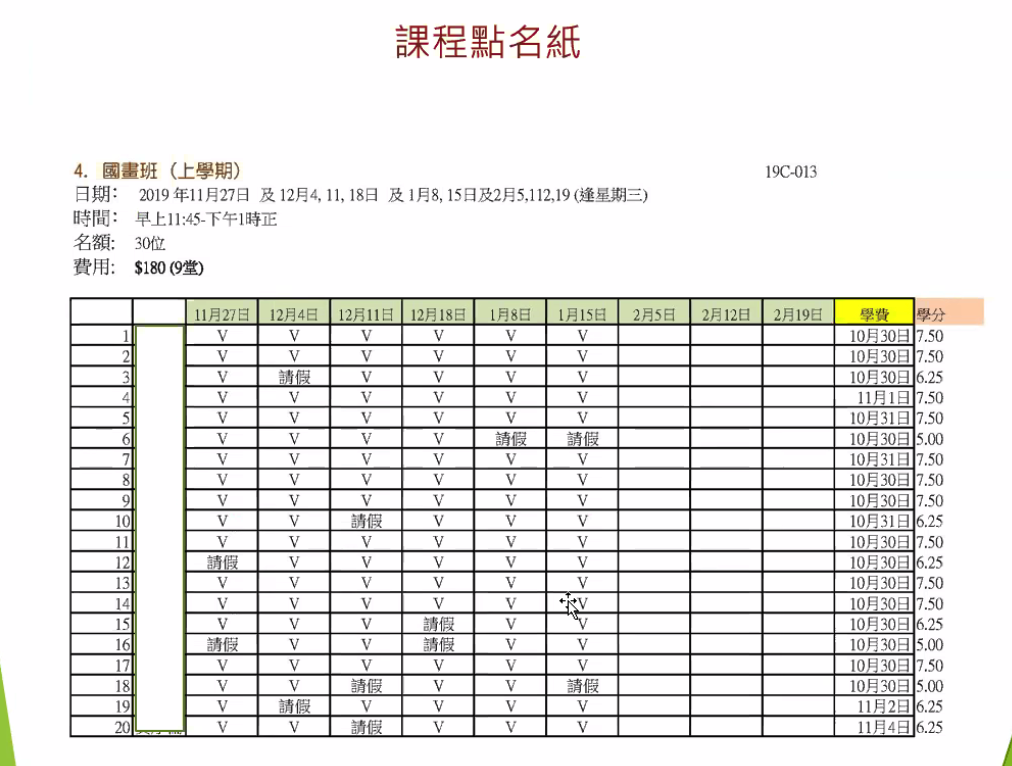 課程點名紙
4. 國畫班（上學期） 19C-013
日期： 2019 年11月27日 及 12月4, 11, 18日 及 1月8, 15日及2月5,112,19 (逢星期三)
時間： 早上11:45-下午1時正
名額: 30位
費用: $180 (9堂)
11月27日 12月4日 12月11日 12月18日 1月8日 1月15日 2月5日 2月12日 2月19日 學費 學分
1 V V V V V V 10月30日 7.50
2 V V V V V V 10月30日 7.50
3 V 請假 V V V V 10月30日 6.25
4 V V V V V V 11月1日 7.50
5 V V V V V V 10月31日 7.50
6 V V V V 請假 請假 10月30日 5.00
7 V V V V V V 10月31日 7.50
8 V V V V V V 10月30日 7.50
9 V V V V V V 10月30日 7.50
10 V V 請假 V V V 10月31日 6.25
11 V V V V V V 10月30日 7.50
12 請假 V V V V V 10月30日 6.25
13 V V V V V V 10月30日 7.50
14 V V V V V V 10月30日 7.50
15 V V V 請假 V V 10月30日 6.25
16 請假 V V 請假 V V 10月30日 5.00
17 V V V V V V 10月30日 7.50
18 V V 請假 V V 請假 10月30日 5.00
19 V 請假 V V V V 11月2日 6.25
20 V V 請假 V V V 11月4日 6.25